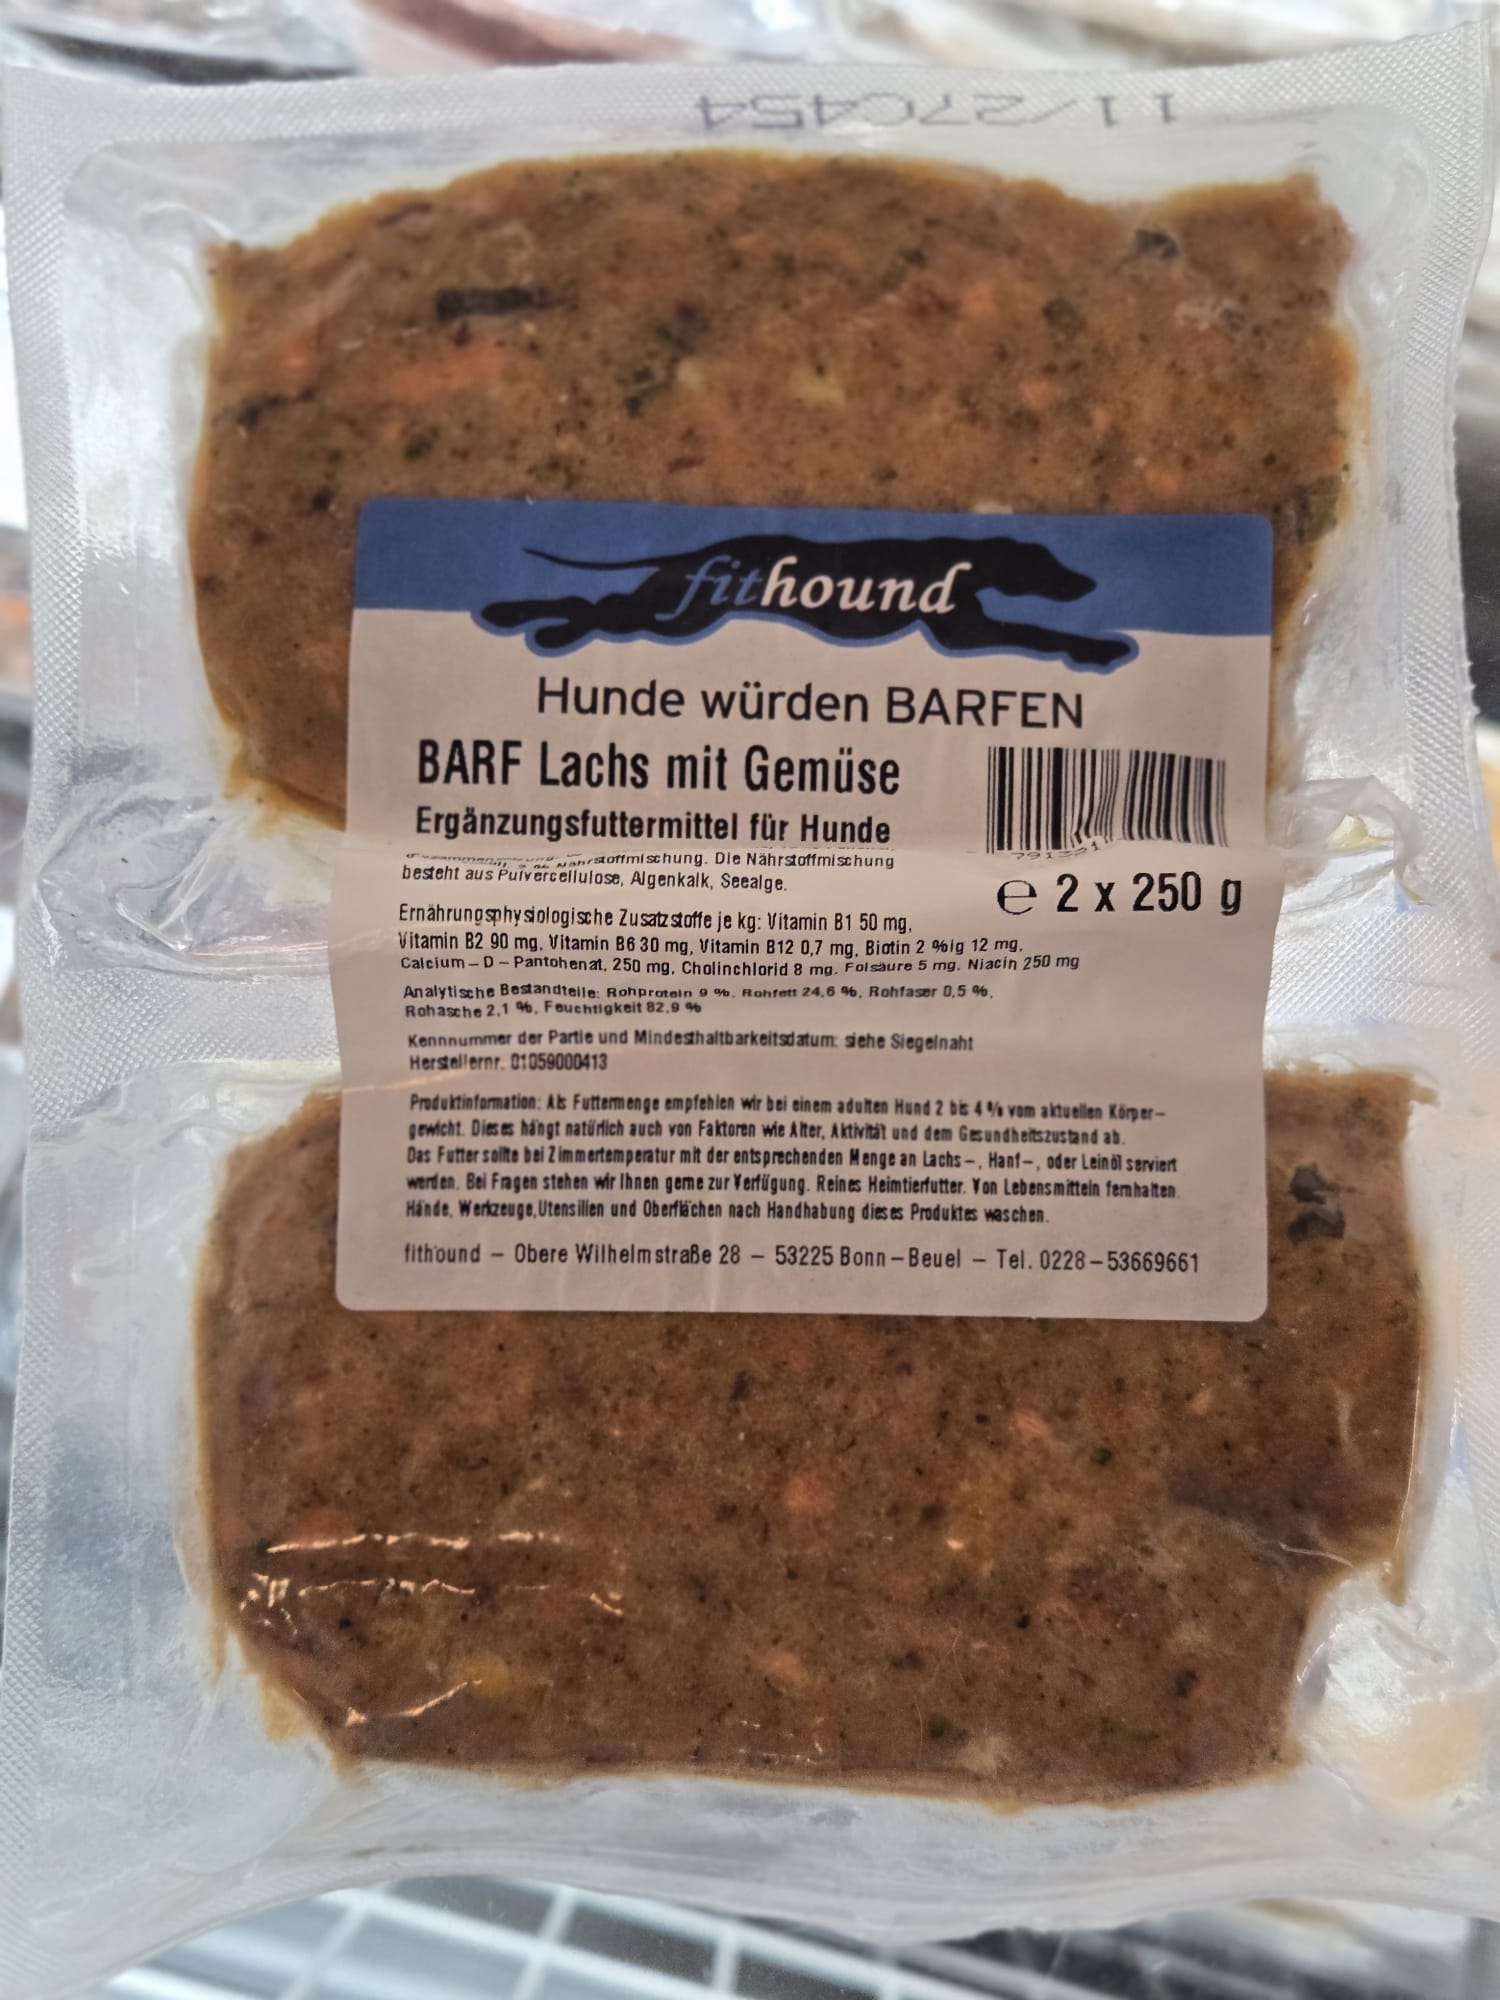 11/27C454
fithound
Hunde würden BARFEN
BARF Lachs mit Gemüse
Ergänzungsfuttermittel für Hunde
Nährstoffmischung. Die Nährstoffmischung
besteht aus Pulvercellulose, Algenkalk, Seealge.
℮ 2 x 250 g
Ernährungsphysiologische Zusatzstoffe je kg: Vitamin B1 50 mg,
Vitamin B2 90 mg, Vitamin B6 30 mg, Vitamin B12 0,7 mg, Biotin 2 %ig 12 mg,
Calcium – D – Pantohenat, 250 mg, Cholinchlorid 8 mg. Folsäure 5 mg. Niacin 250 mg
Analytische Bestandteile: Rohprotein 9 %, Rohfett 24,6 %, Rohfaser 0,5 %,
Rohasche 2,1 %, Feuchtigkeit 82,9 %
Kennnummer der Partie und Mindesthaltbarkeitsdatum: siehe Siegelnaht
Herstellernr. 01059000413
Produktinformation: Als Futtermenge empfehlen wir bei einem adulten Hund 2 bis 4 % vom aktuellen Körper–
gewicht. Dieses hängt natürlich auch von Faktoren wie Alter, Aktivität und dem Gesundheitszustand ab.
Das Futter sollte bei Zimmertemperatur mit der entsprechenden Menge an Lachs –, Hanf –, oder Leinöl serviert
werden. Bei Fragen stehen wir Ihnen gerne zur Verfügung. Reines Heimtierfutter. Von Lebensmitteln fernhalten.
Hände, Werkzeuge, Utensilien und Oberflächen nach Handhabung dieses Produktes waschen.
fithound – Obere Wilhelmstraße 28 – 53225 Bonn – Beuel – Tel. 0228 – 53669661